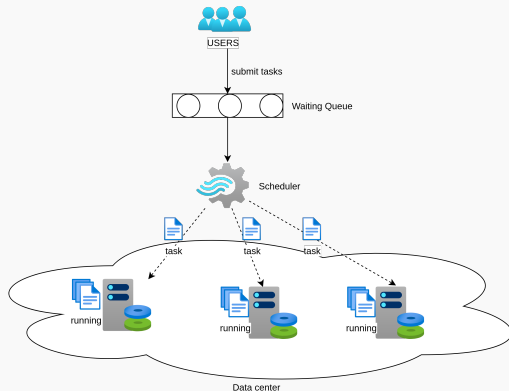 USERS
submit tasks
Waiting Queue
Scheduler
task
task
task
running
running
running
Data center